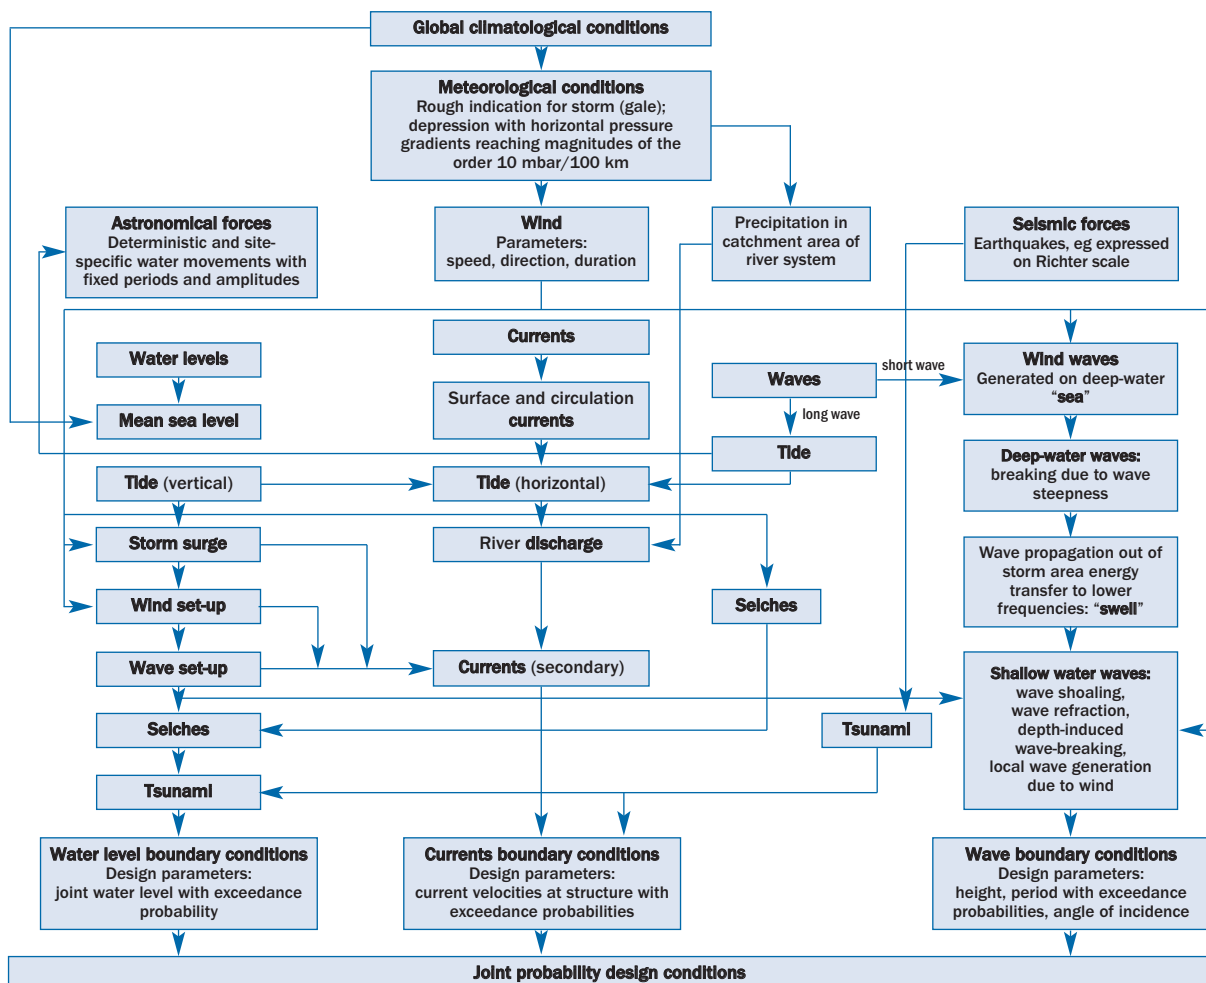 Global climatological conditions
Meteorological conditions
Rough indication for storm (gale);
depression with horizontal pressure
gradients reaching magnitudes of the
order 10 mbar/100 km
Astronomical forces
Deterministic and site-
specific water movements with
fixed periods and amplitudes
Wind
Parameters:
speed, direction, duration
Precipitation in
catchment area of
river system
Seismic forces
Earthquakes, eg expressed
on Richter scale
Currents
Water levels
Waves
short wave
Wind waves
Generated on deep-water
“sea”
Mean sea level
Surface and circulation
currents
long wave
Tide
Deep-water waves:
breaking due to wave
steepness
Tide (vertical)
Tide (horizontal)
Storm surge
River discharge
Wave propagation out of
storm area energy
transfer to lower
frequencies: “swell”
Wind set-up
Seiches
Wave set-up
Currents (secondary)
Shallow water waves:
wave shoaling,
wave refraction,
depth-induced
wave-breaking,
local wave generation
due to wind
Seiches
Tsunami
Tsunami
Water level boundary conditions
Design parameters:
joint water level with exceedance
probability
Currents boundary conditions
Design parameters:
current velocities at structure with
exceedance probabilities
Wave boundary conditions
Design parameters:
height, period with exceedance
probabilities, angle of incidence
Joint probability design conditions